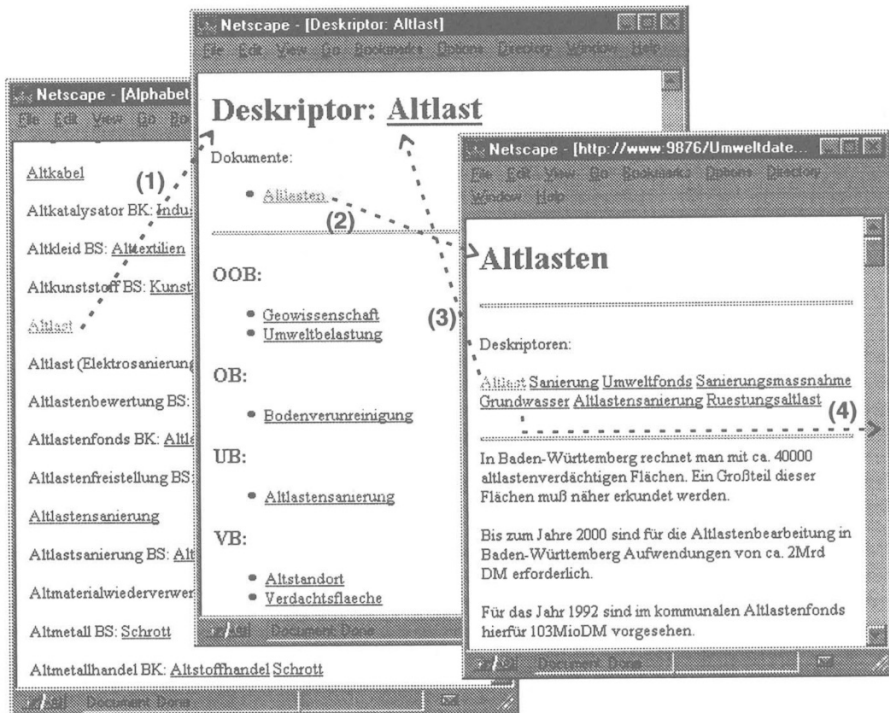 Netscape - [Alphabet
File Edit View Go Bo
Altkabel
(1)
Altkatalysator BK: Indus
Altkleid BS: Alttextilien
Altkunststoff BS: Kunst
Altlast
Altlast (Elektrosanierung
Altlastenbewertung BS:
Altlastenfonds BK: Altla
Altlastenfreistellung BS:
Altlastensanierung
Altlastsanierung BS: Alt
Altmaterialwiederverwer
Altmetall BS: Schrott
Altmetallhandel BK: Altstoffhandel Schrott
Document Done
Netscape - [Deskriptor: Altlast]
File Edit View Go Bookmarks Options Directory Window Help
Deskriptor: Altlast
Dokumente:
• Altlasten
(2)
OOB:
• Geowissenschaft
• Umweltbelastung
(3)
OB:
• Bodenverunreinigung
UB:
• Altlastensanierung
VB:
• Altstandort
• Verdachtsflaeche
Document Done
Netscape - [http://www:9876/Umweltdate...
File Edit View Go Bookmarks Options Directory
Window Help
Altlasten
Deskriptoren:
Altlast Sanierung Umweltfonds Sanierungsmassnahme
Grundwasser Altlastensanierung Ruestungsaltlast
(4)
In Baden-Württemberg rechnet man mit ca. 40000
altlastenverdächtigen Flächen. Ein Großteil dieser
Flächen muß näher erkundet werden.
Bis zum Jahre 2000 sind für die Altlastenbearbeitung in
Baden-Württemberg Aufwendungen von ca. 2Mrd
DM erforderlich.
Für das Jahr 1992 sind im kommunalen Altlastenfonds
hierfür 103MioDM vorgesehen.
Document Done